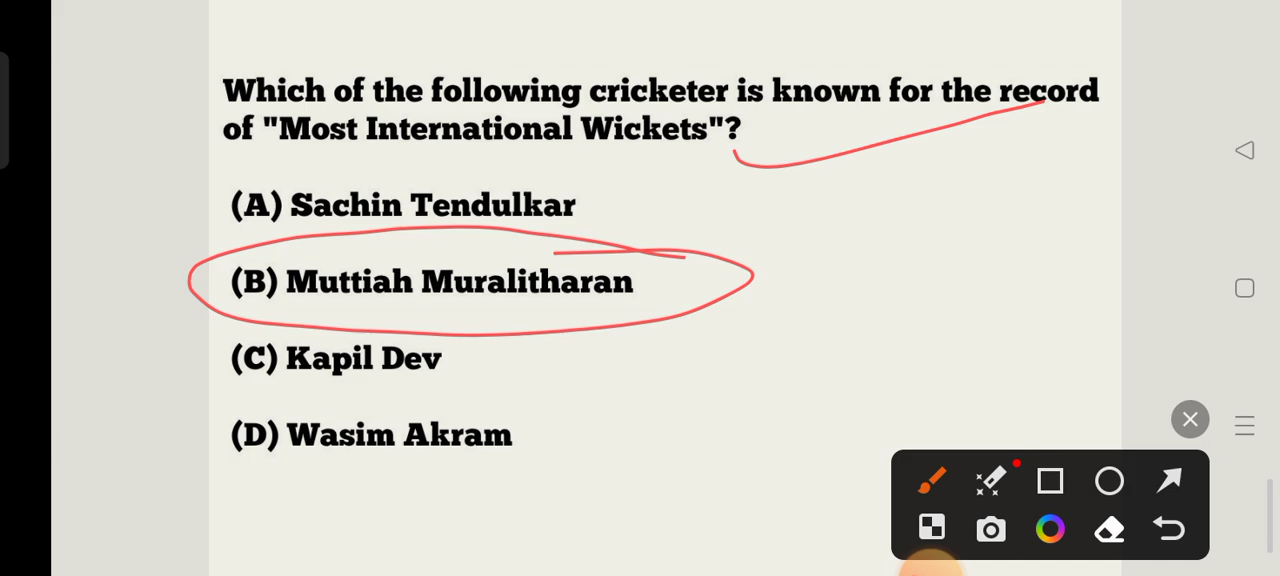 Which of the following cricketer is known for the record
of "Most International Wickets"?
(A) Sachin Tendulkar
(B) Muttiah Muralitharan
(C) Kapil Dev
(D) Wasim Akram